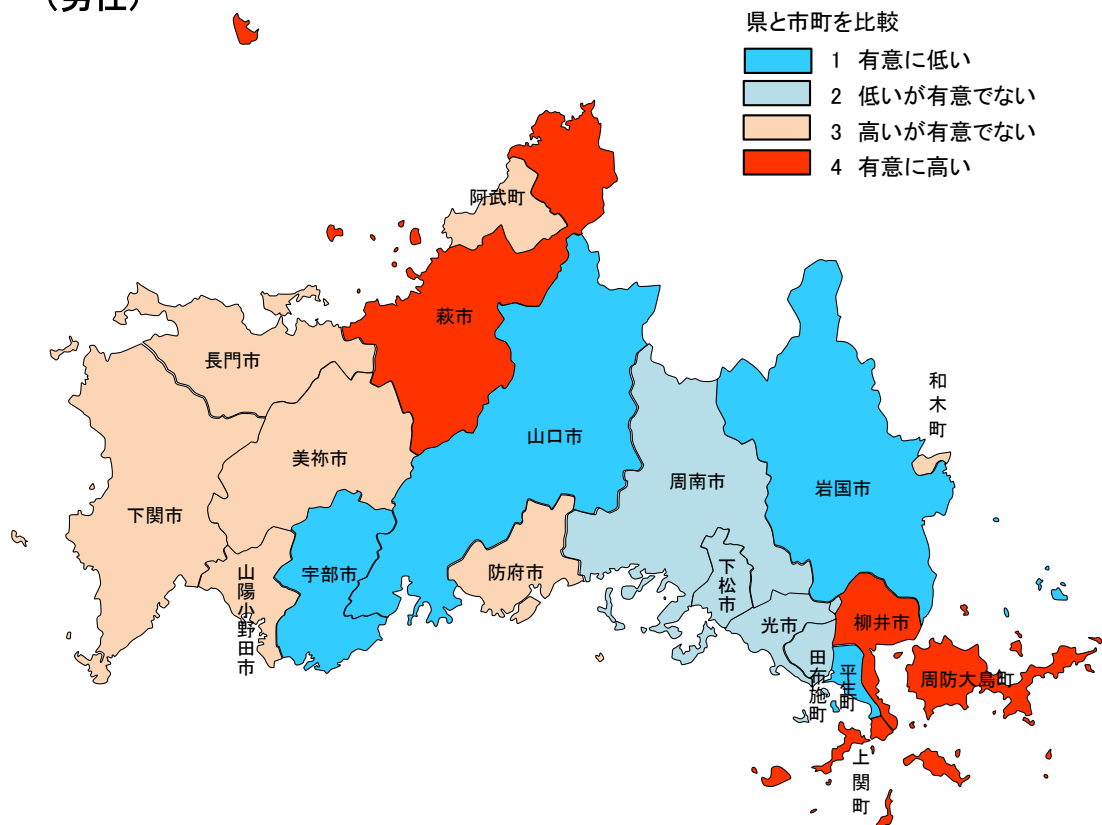 (男性)
県と市町を比較
1 有意に低い
2 低いが有意でない
3 高いが有意でない
4 有意に高い
阿武町
萩市
長門市
和木町
山口市
美祢市
周南市
岩国市
下関市
防府市
宇部市
下松市
山陽小野田市
光市
柳井市
田布施町
平生町
周防大島町
上関町